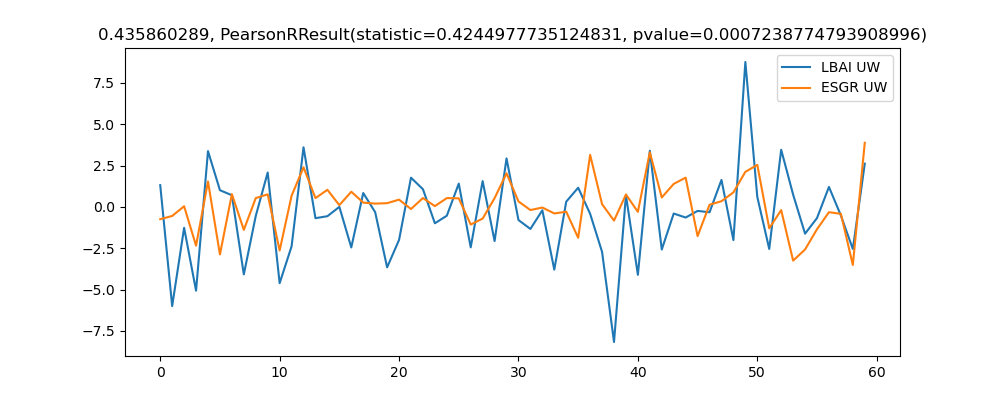 0.435860289, PearsonRResult(statistic=0.4244977735124831, pvalue=0.0007238774793908996)
LBAI UW
ESGR UW
7.5
5.0
2.5
0.0
−2.5
−5.0
−7.5
0 10 20 30 40 50 60